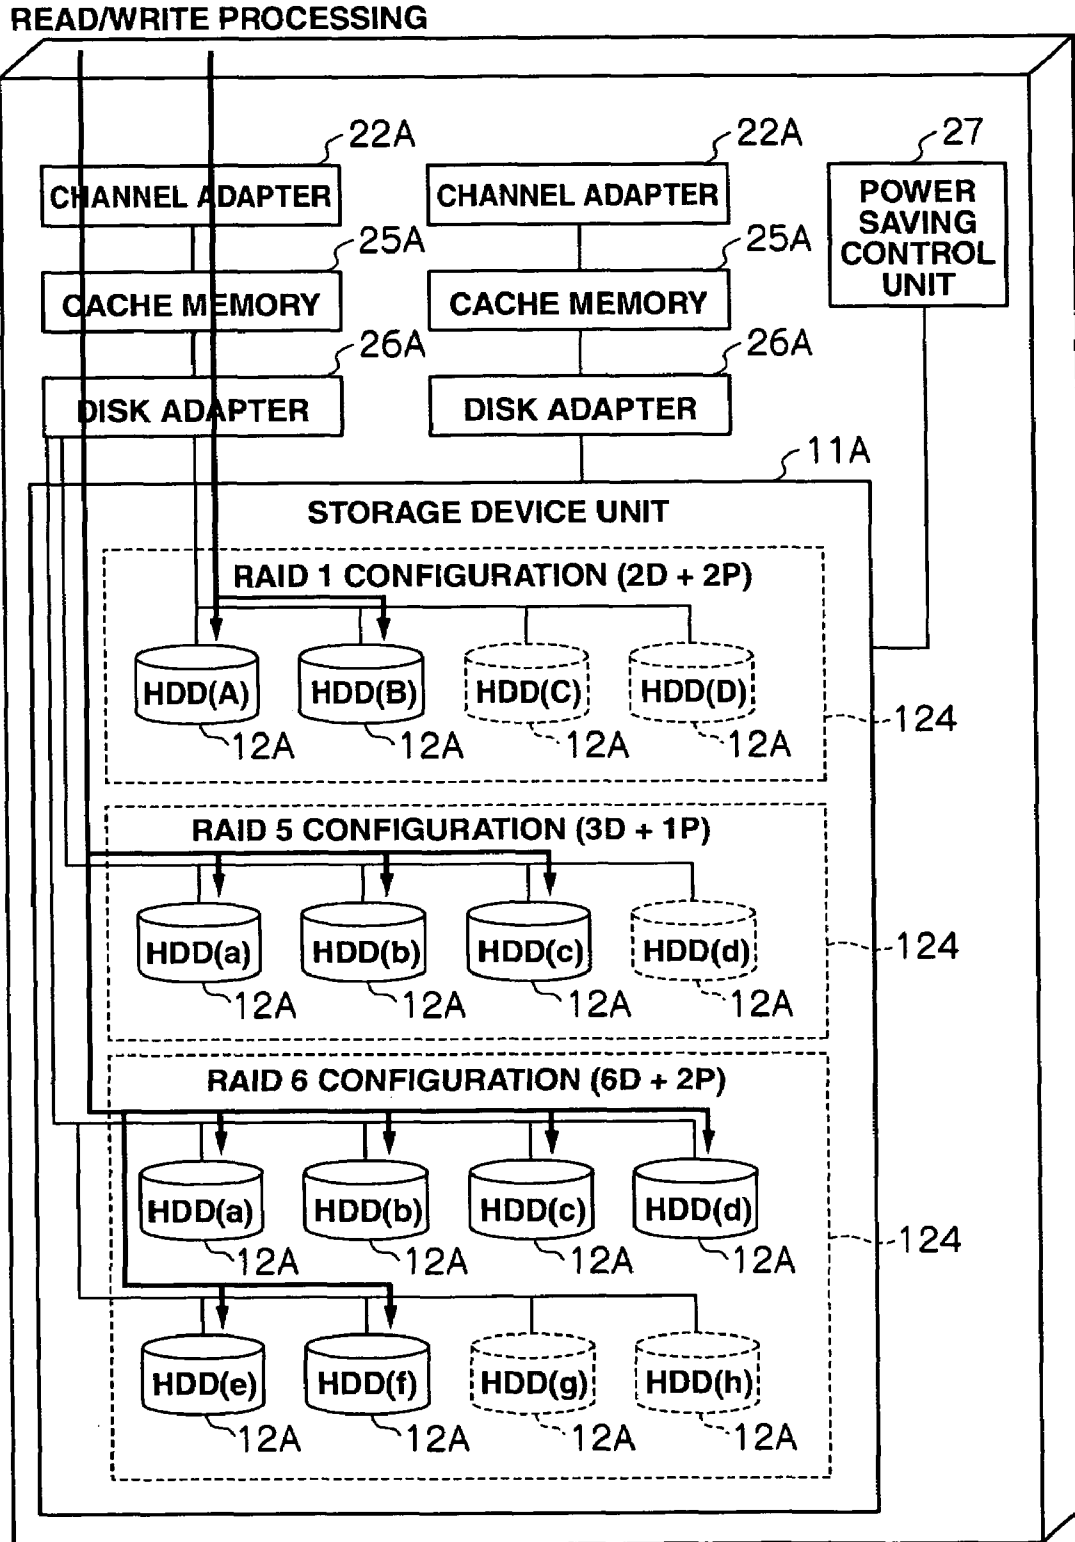 READ/WRITE PROCESSING
22A 22A 27
CHANNEL ADAPTER CHANNEL ADAPTER POWER
SAVING
CONTROL
UNIT
25A 25A
CACHE MEMORY CACHE MEMORY
26A 26A
DISK ADAPTER DISK ADAPTER
11A
STORAGE DEVICE UNIT
RAID 1 CONFIGURATION (2D + 2P)
HDD(A) HDD(B) HDD(C) HDD(D)
124
12A 12A 12A 12A
RAID 5 CONFIGURATION (3D + 1P)
HDD(a) HDD(b) HDD(c) HDD(d)
124
12A 12A 12A 12A
RAID 6 CONFIGURATION (6D + 2P)
HDD(a) HDD(b) HDD(c) HDD(d)
124
12A 12A 12A 12A
HDD(e) HDD(f) HDD(g) HDD(h)
12A 12A 12A 12A